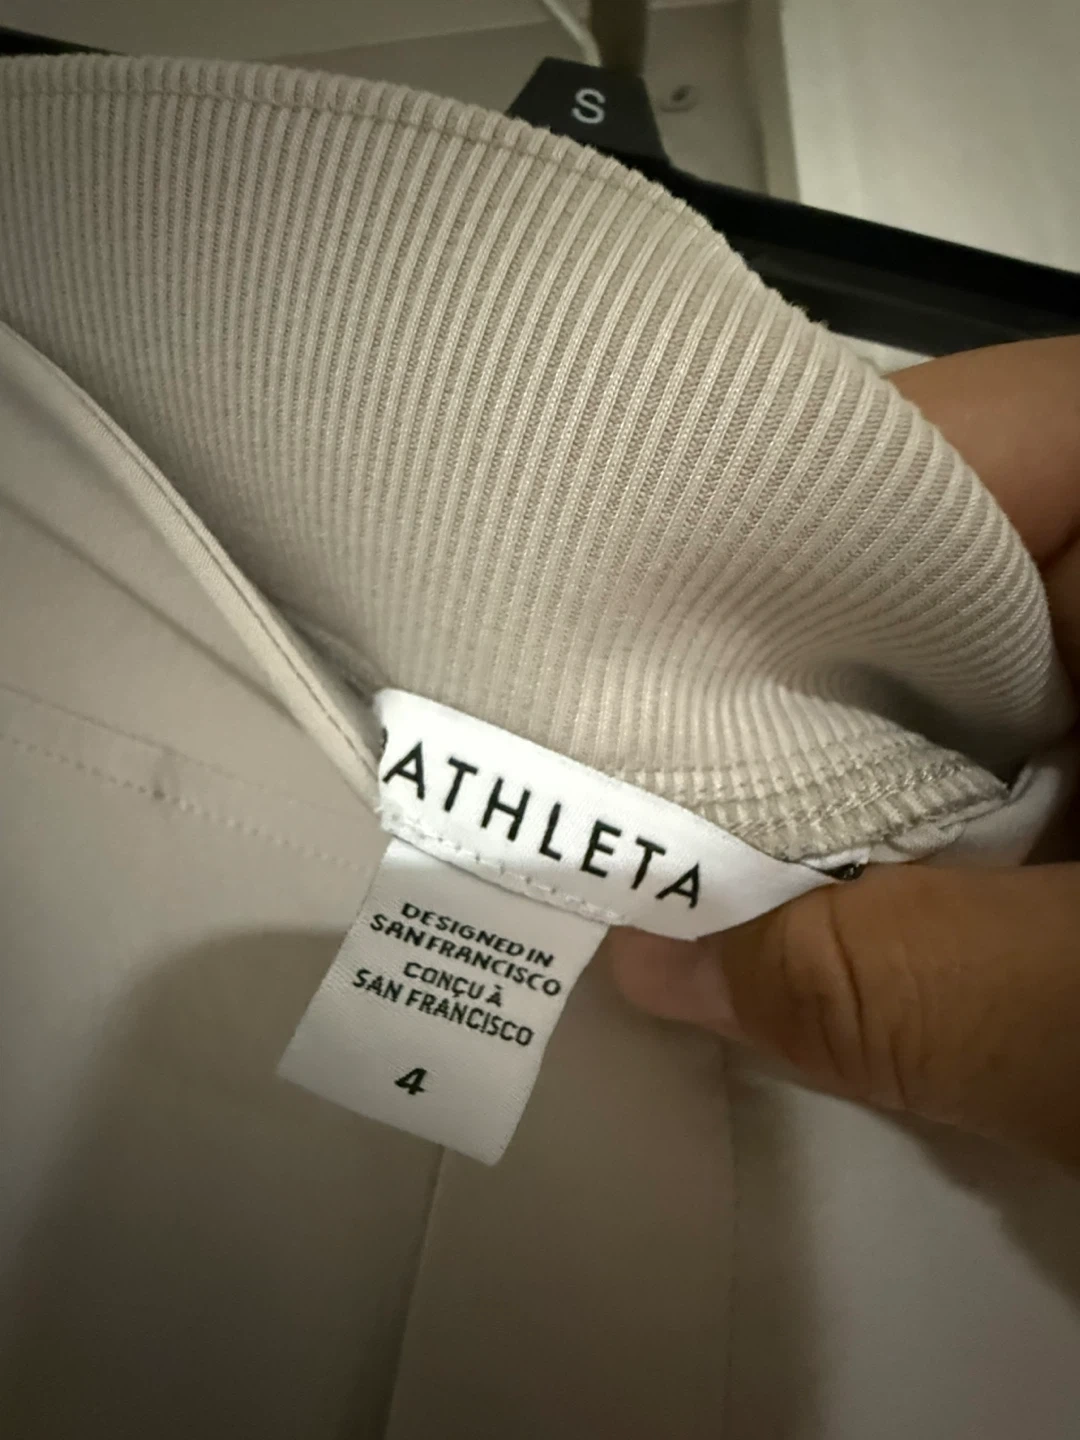 S
ATHLETA
DESIGNED IN
SAN FRANCISCO
CONÇU À
SAN FRANCISCO
4